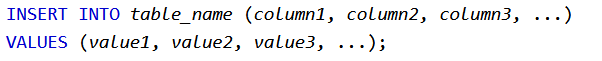 INSERT INTO table_name (column1, column2, column3, ...)
VALUES (value1, value2, value3, ...);